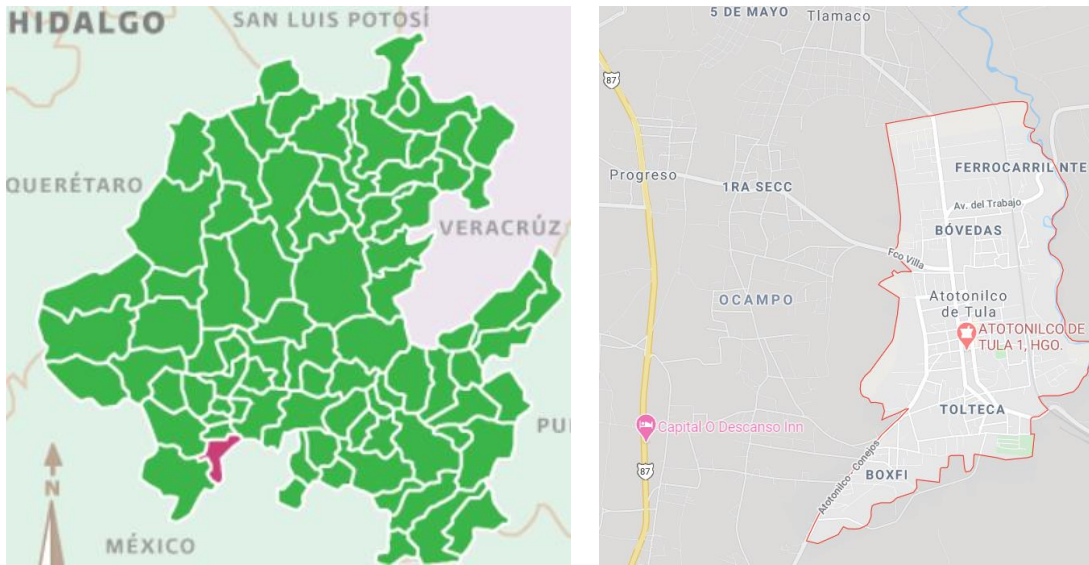 HIDALGO
SAN LUIS POTOSÍ
QUERÉTARO
VERACRÚZ
PU
N
MÉXICO
5 DE MAYO
Tlamaco
87
Progreso
1RA SECC
FERROCARRIL NTE
Av. del Trabajo
BÓVEDAS
Fco Villa
OCAMPO
Atotonilco
de Tula
ATOTONILCO DE
TULA 1, HGO.
TOLTECA
Capital O Descanso Inn
87
BOXFI
Atotonilco - Conejos